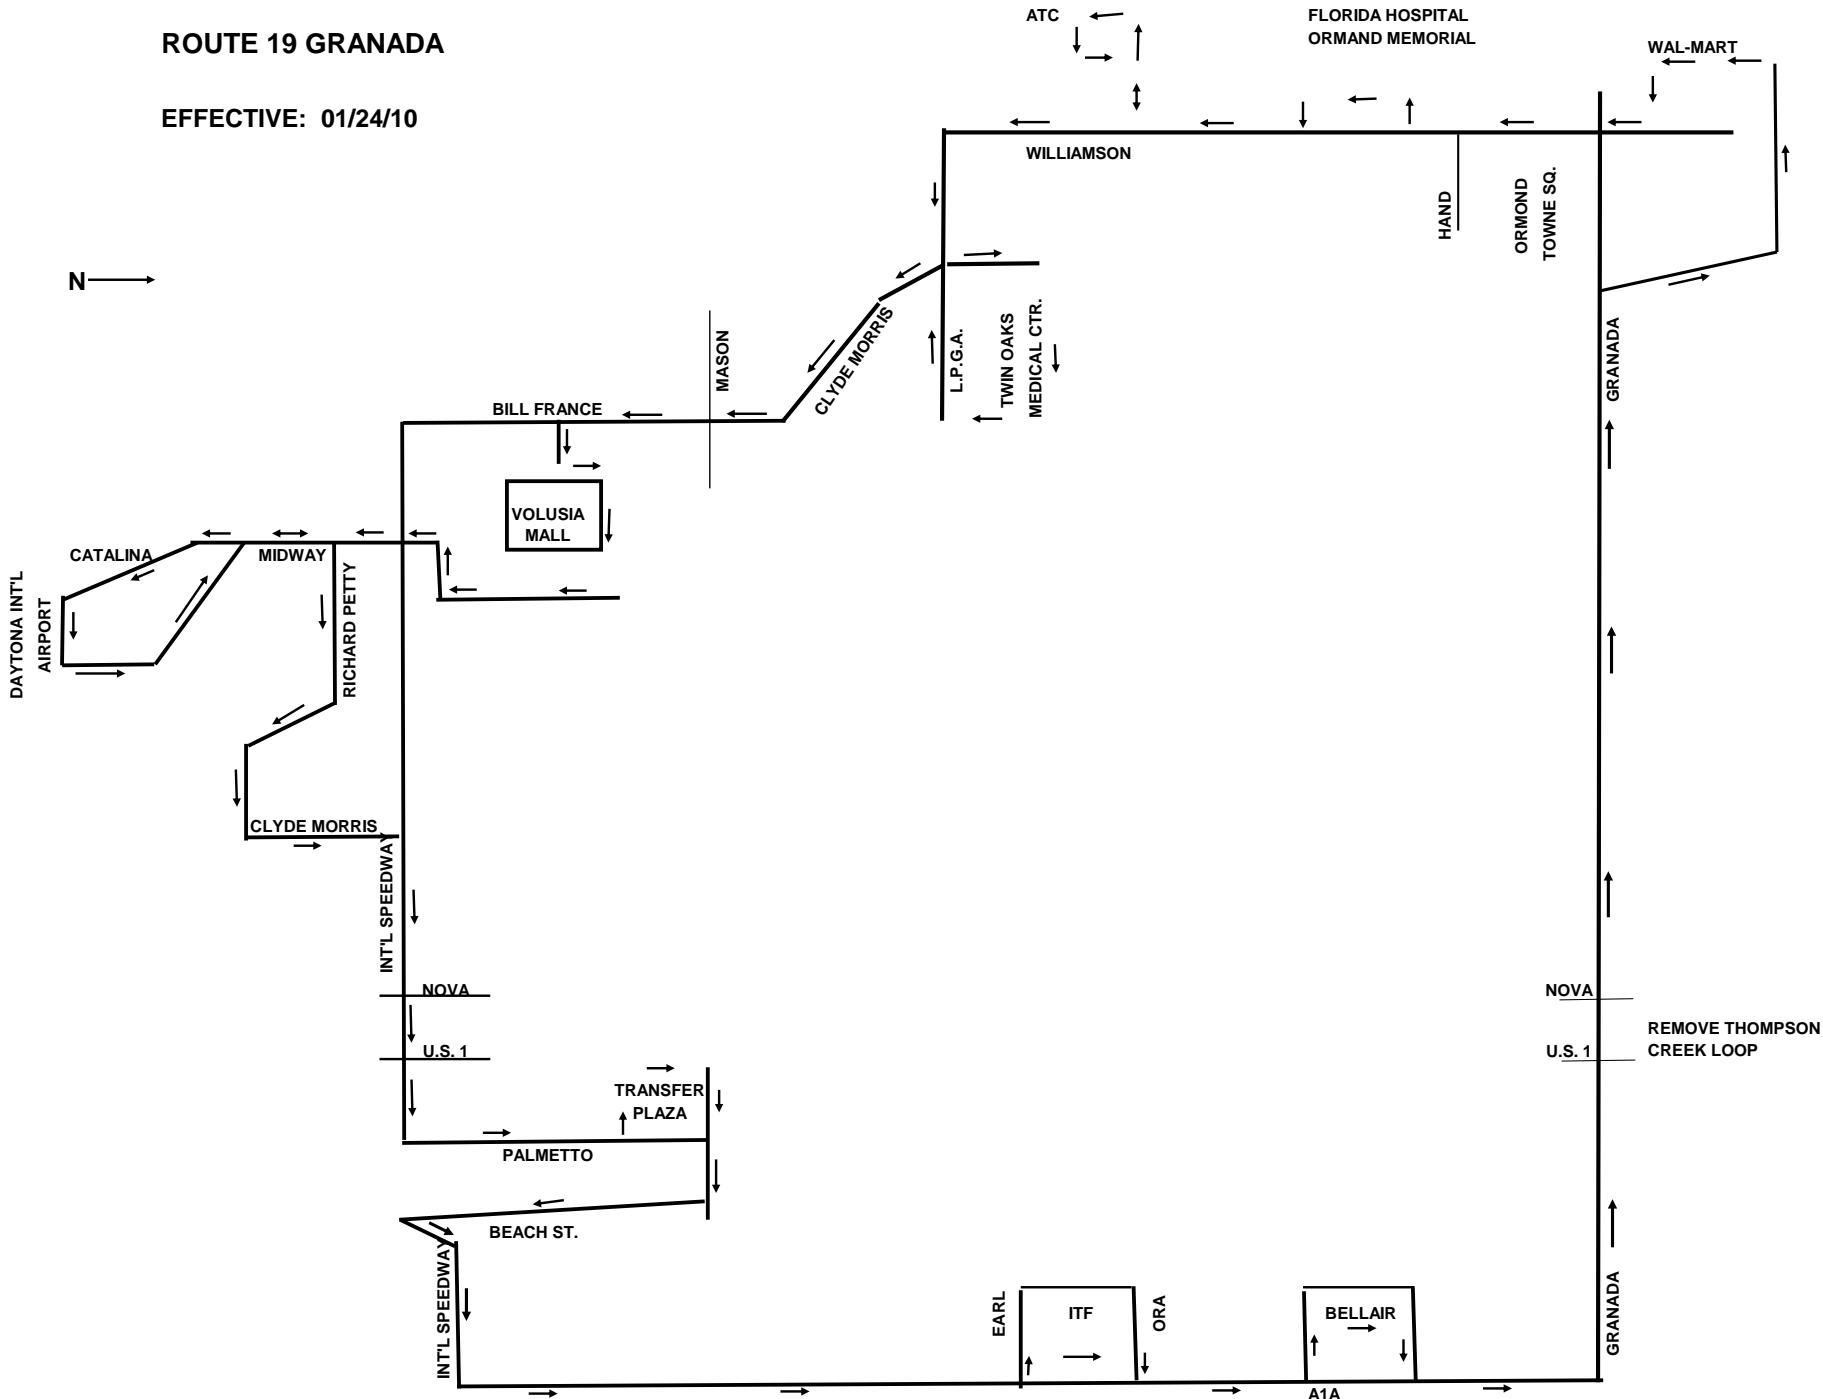 ROUTE 19 GRANADA
EFFECTIVE: 01/24/10
ATC
FLORIDA HOSPITAL
ORMAND MEMORIAL
WAL-MART
WILLIAMSON
HAND
ORMOND
TOWNE SQ.
N
MASON
CLYDE MORRIS
L.P.G.A.
TWIN OAKS
MEDICAL CTR.
GRANADA
BILL FRANCE
VOLUSIA
MALL
CATALINA
MIDWAY
DAYTONA INT'L
AIRPORT
RICHARD PETTY
CLYDE MORRIS
INT'L SPEEDWAY
NOVA
U.S. 1
NOVA
U.S. 1
REMOVE THOMPSON
CREEK LOOP
TRANSFER
PLAZA
PALMETTO
BEACH ST.
INT'L SPEEDWAY
EARL
ITF
ORA
BELLAIR
GRANADA
A1A